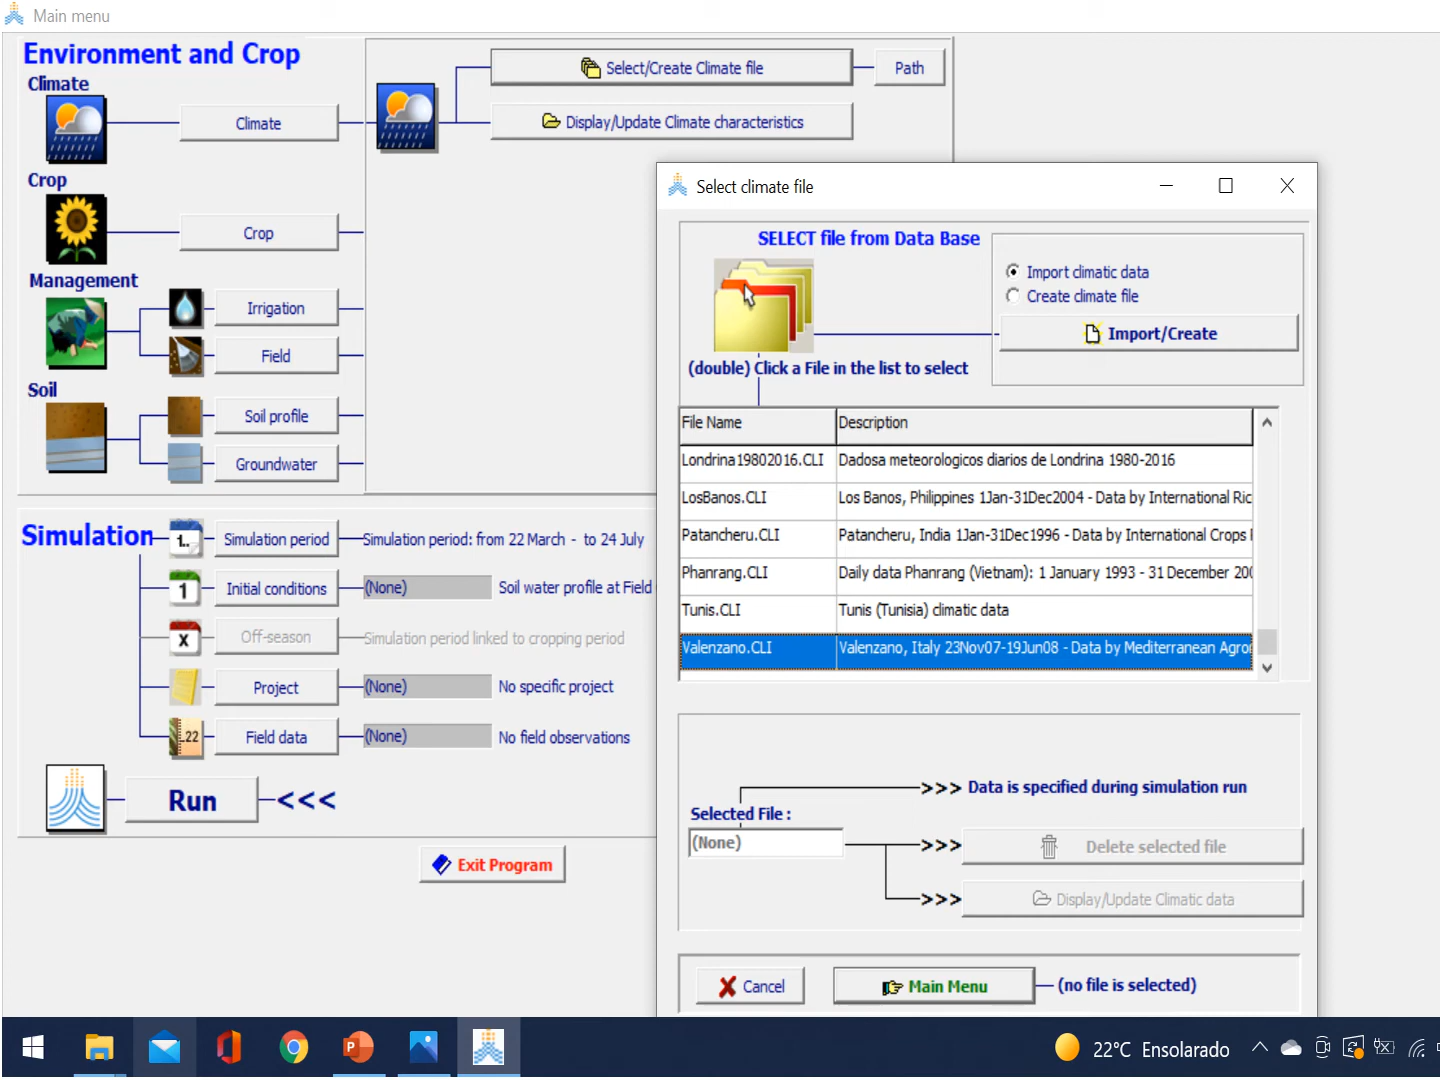 Main menu
Environment and Crop
Climate
Climate
Select/Create Climate file
Path
Display/Update Climate characteristics
Crop
Crop
Management
Irrigation
Field
Soil
Soil profile
Groundwater
Simulation
1..
Simulation period
Simulation period: from 22 March - to 24 July
1
Initial conditions
(None)
Soil water profile at Field
x
Off-season
Simulation period linked to cropping period
Project
(None)
No specific project
..22
Field data
(None)
No field observations
Run
<<<
Exit Program
Select climate file
SELECT file from Data Base
Import climatic data
Create climate file
Import/Create
(double) Click a File in the list to select
File Name Description
Londrina19802016.CLI Dadosa meteorologicos diarios de Londrina 1980-2016
LosBanos.CLI Los Banos, Philippines 1Jan-31Dec2004 - Data by International Ric
Patancheru.CLI Patancheru, India 1Jan-31Dec1996 - Data by International Crops
Phanrang.CLI Daily data Phanrang (Vietnam): 1 January 1993 - 31 December 200
Tunis.CLI Tunis (Tunisia) climatic data
Valenzano.CLI Valenzano, Italy 23Nov07-19Jun08 - Data by Mediterranean Agro
>>> Data is specified during simulation run
Selected File :
(None)
>>> Delete selected file
>>> Display/Update Climatic data
Cancel
Main Menu
(no file is selected)
22°C Ensolarado